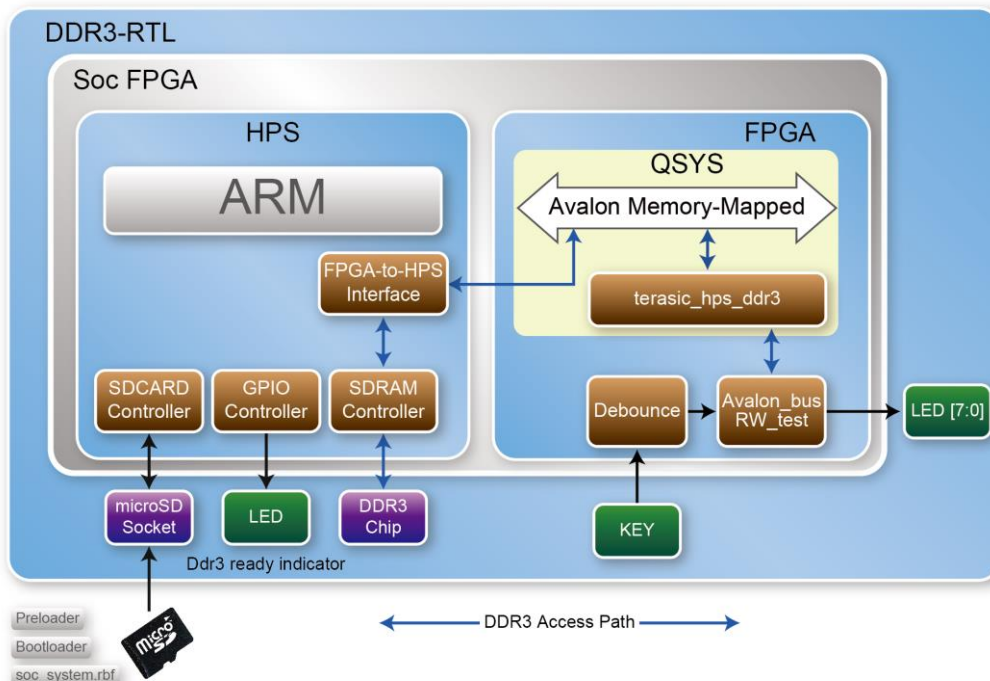 DDR3-RTL
Soc FPGA
HPS
FPGA
ARM
QSYS
Avalon Memory-Mapped
FPGA-to-HPS
Interface
terasic_hps_ddr3
SDCARD
Controller
GPIO
Controller
SDRAM
Controller
Debounce
Avalon_bus
RW_test
LED [7:0]
microSD
Socket
LED
DDR3
Chip
KEY
Ddr3 ready indicator
Preloader
Bootloader
soc_system.rbf
micro
SD
DDR3 Access Path